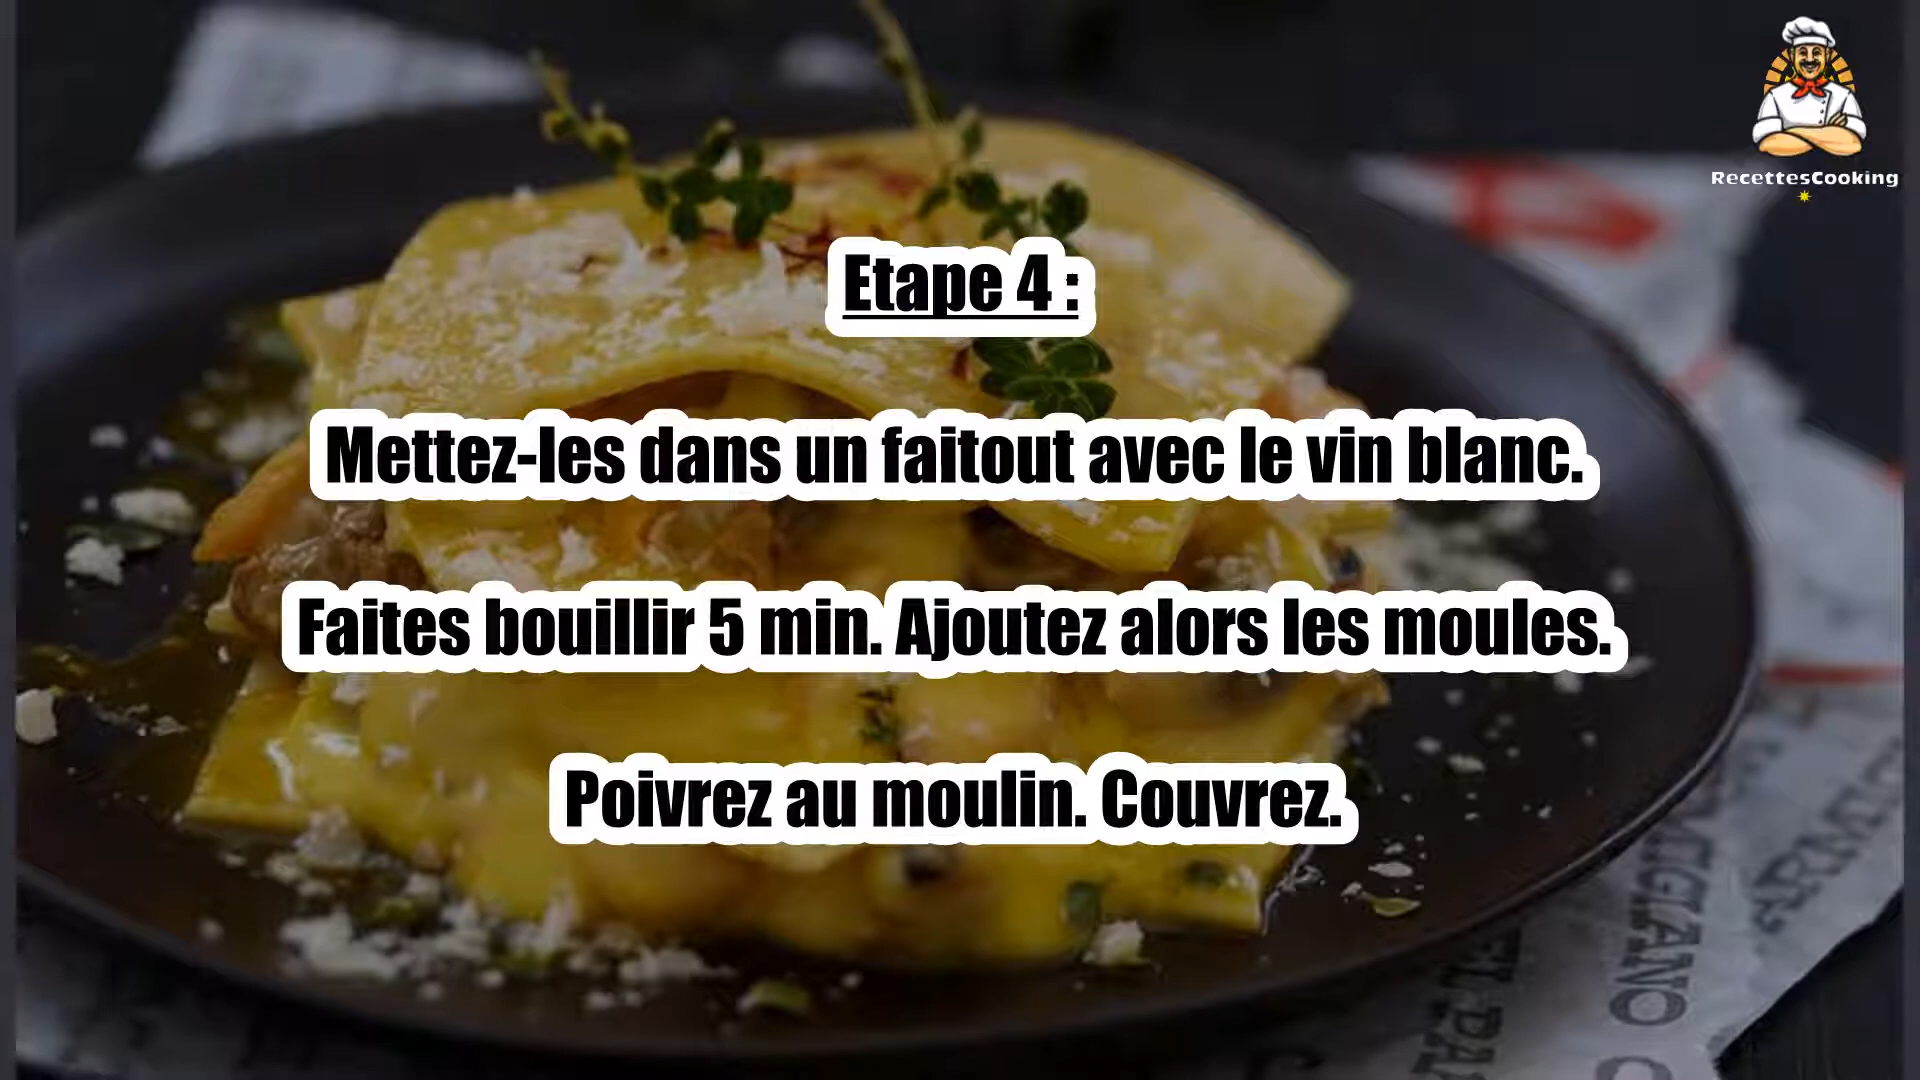 RecettesCooking
Etape 4 :
Mettez-les dans un faitout avec le vin blanc.
Faites bouillir 5 min. Ajoutez alors les moules.
Poivrez au moulin. Couvrez.